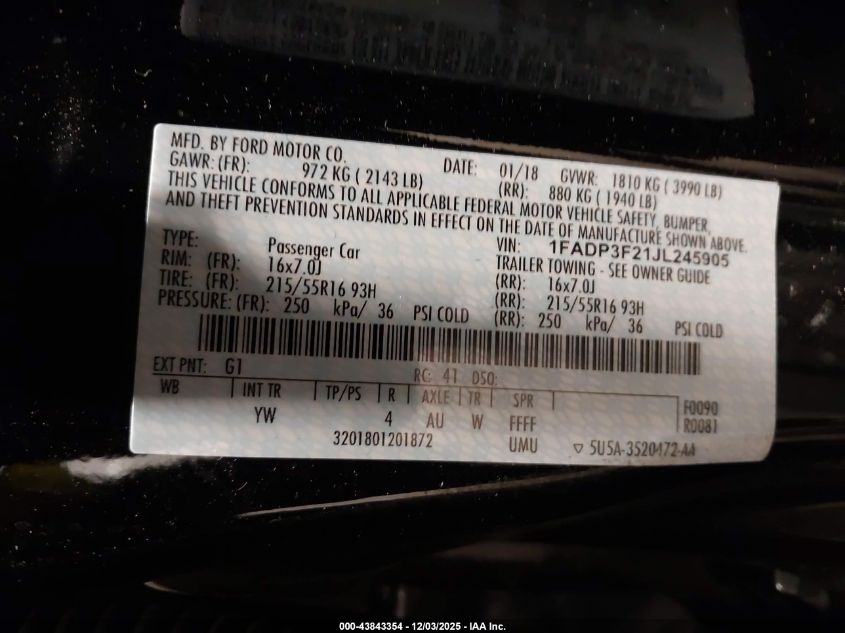 MFD. BY FORD MOTOR CO. DATE: 01/18 GVWR: 1810 KG ( 3990 LB)
GAWR: (FR): 972 KG ( 2143 LB) (RR): 880 KG ( 1940 LB)
THIS VEHICLE CONFORMS TO ALL APPLICABLE FEDERAL MOTOR VEHICLE SAFETY, BUMPER,
AND THEFT PREVENTION STANDARDS IN EFFECT ON THE DATE OF MANUFACTURE SHOWN ABOVE.
TYPE: Passenger Car VIN: 1FADP3F21JL245905
TRAILER TOWING - SEE OWNER GUIDE
RIM: (FR): 16x7.0J (RR): 16x7.0J
TIRE: (FR): 215/55R16 93H (RR): 215/55R16 93H
PRESSURE: (FR): 250 kPa/ 36 PSI COLD (RR): 250 kPa/ 36 PSI COLD
EXT PNT: G1 RC: 41 DSO:
WB INT TR TP/PS R AXLE TR SPR F0090
YW 4 AU W FFFF R0081
3201801201872 UMU ▽ 5U5A-3520472-AA
000-43843354 - 12/03/2025 - IAA Inc.